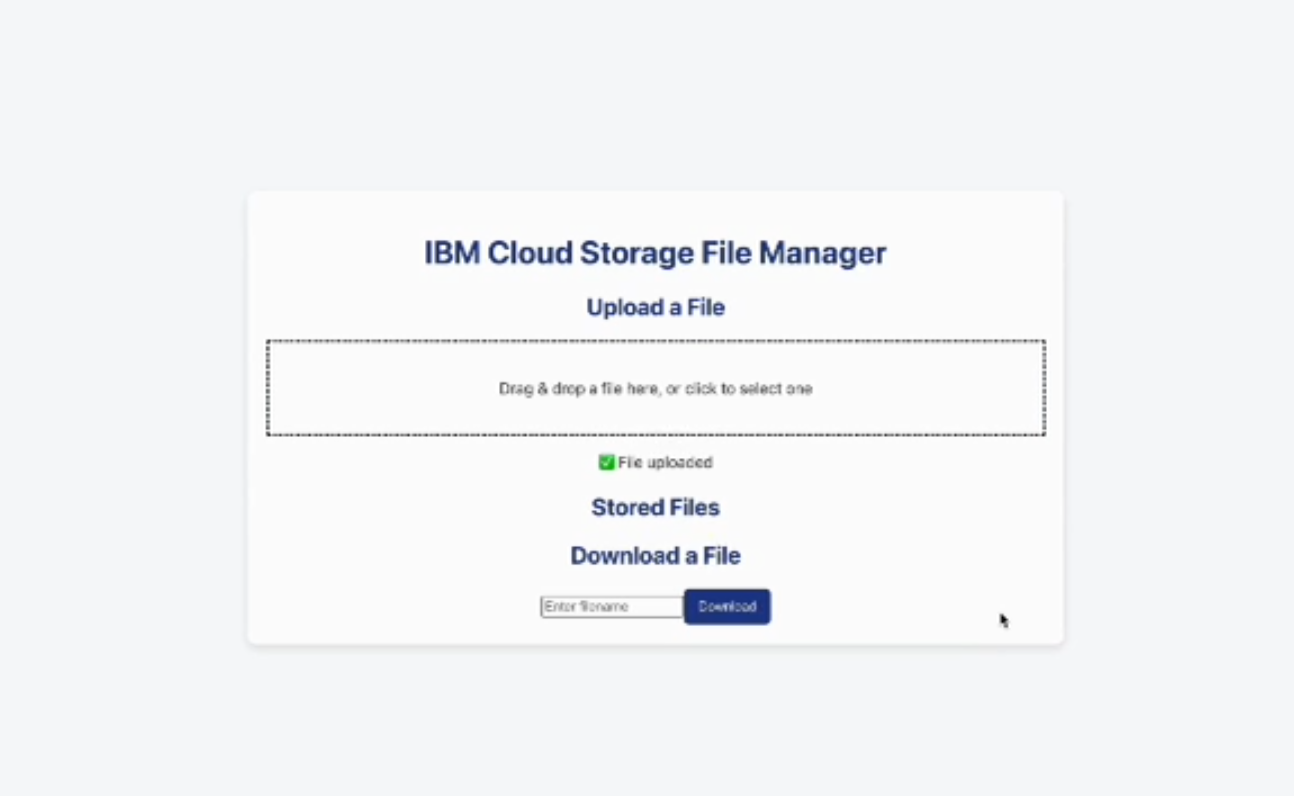 IBM Cloud Storage File Manager
Upload a File
Drag & drop a file here, or click to select one
✅ File uploaded
Stored Files
Download a File
Enter filename
Download